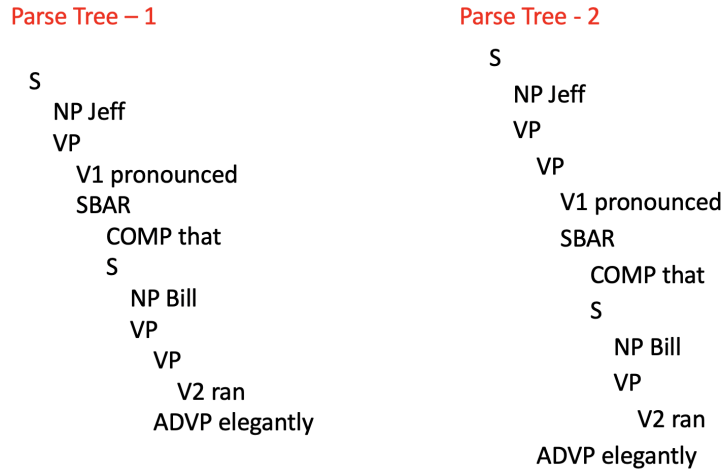 Parse Tree – 1
S
NP Jeff
VP
V1 pronounced
SBAR
COMP that
S
NP Bill
VP
VP
V2 ran
ADVP elegantly
Parse Tree - 2
S
NP Jeff
VP
VP
V1 pronounced
SBAR
COMP that
S
NP Bill
VP
V2 ran
ADVP elegantly